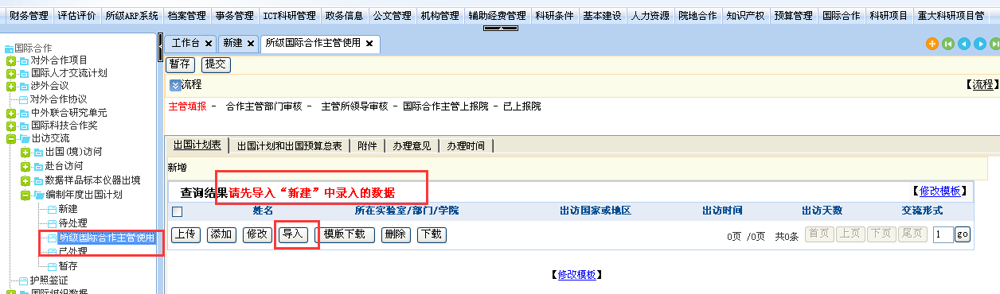 财务管理 评估评价 所级ARP系统 档案管理 事务管理 ICT科研管理 政务信息 公文管理 机构管理 辅助经费管理 科研条件 基本建设 人力资源 院地合作 知识产权 预算管理 国际合作 科研项目 重大科研项目管
工作台 新建 所级国际合作主管使用
国际合作
对外合作项目
国际人才交流计划
涉外会议
对外合作协议
中外联合研究单元
国际科技合作奖
出访交流
出国(境)访问
赴台访问
数据样品标本仪器出境
编制年度出国计划
新建
待处理
所级国际合作主管使用
已处理
暂存
护照签证
国际组织数据
暂存 提交
流程 【流程】
主管填报 - 合作主管部门审核 - 主管所领导审核 - 国际合作主管上报院 - 已上报院
出国计划表 出国计划和出国预算总表 附件 办理意见 办理时间
新增
查询结果请先导入“新建”中录入的数据 【修改模板】
姓名 所在实验室/部门/学院 出访国家或地区 出访时间 出访天数 交流形式
上传 添加 修改 导入 模版下载 删除 下载 0页 /0页 共0条 首页 上页 下页 尾页 1 go
【修改模板】